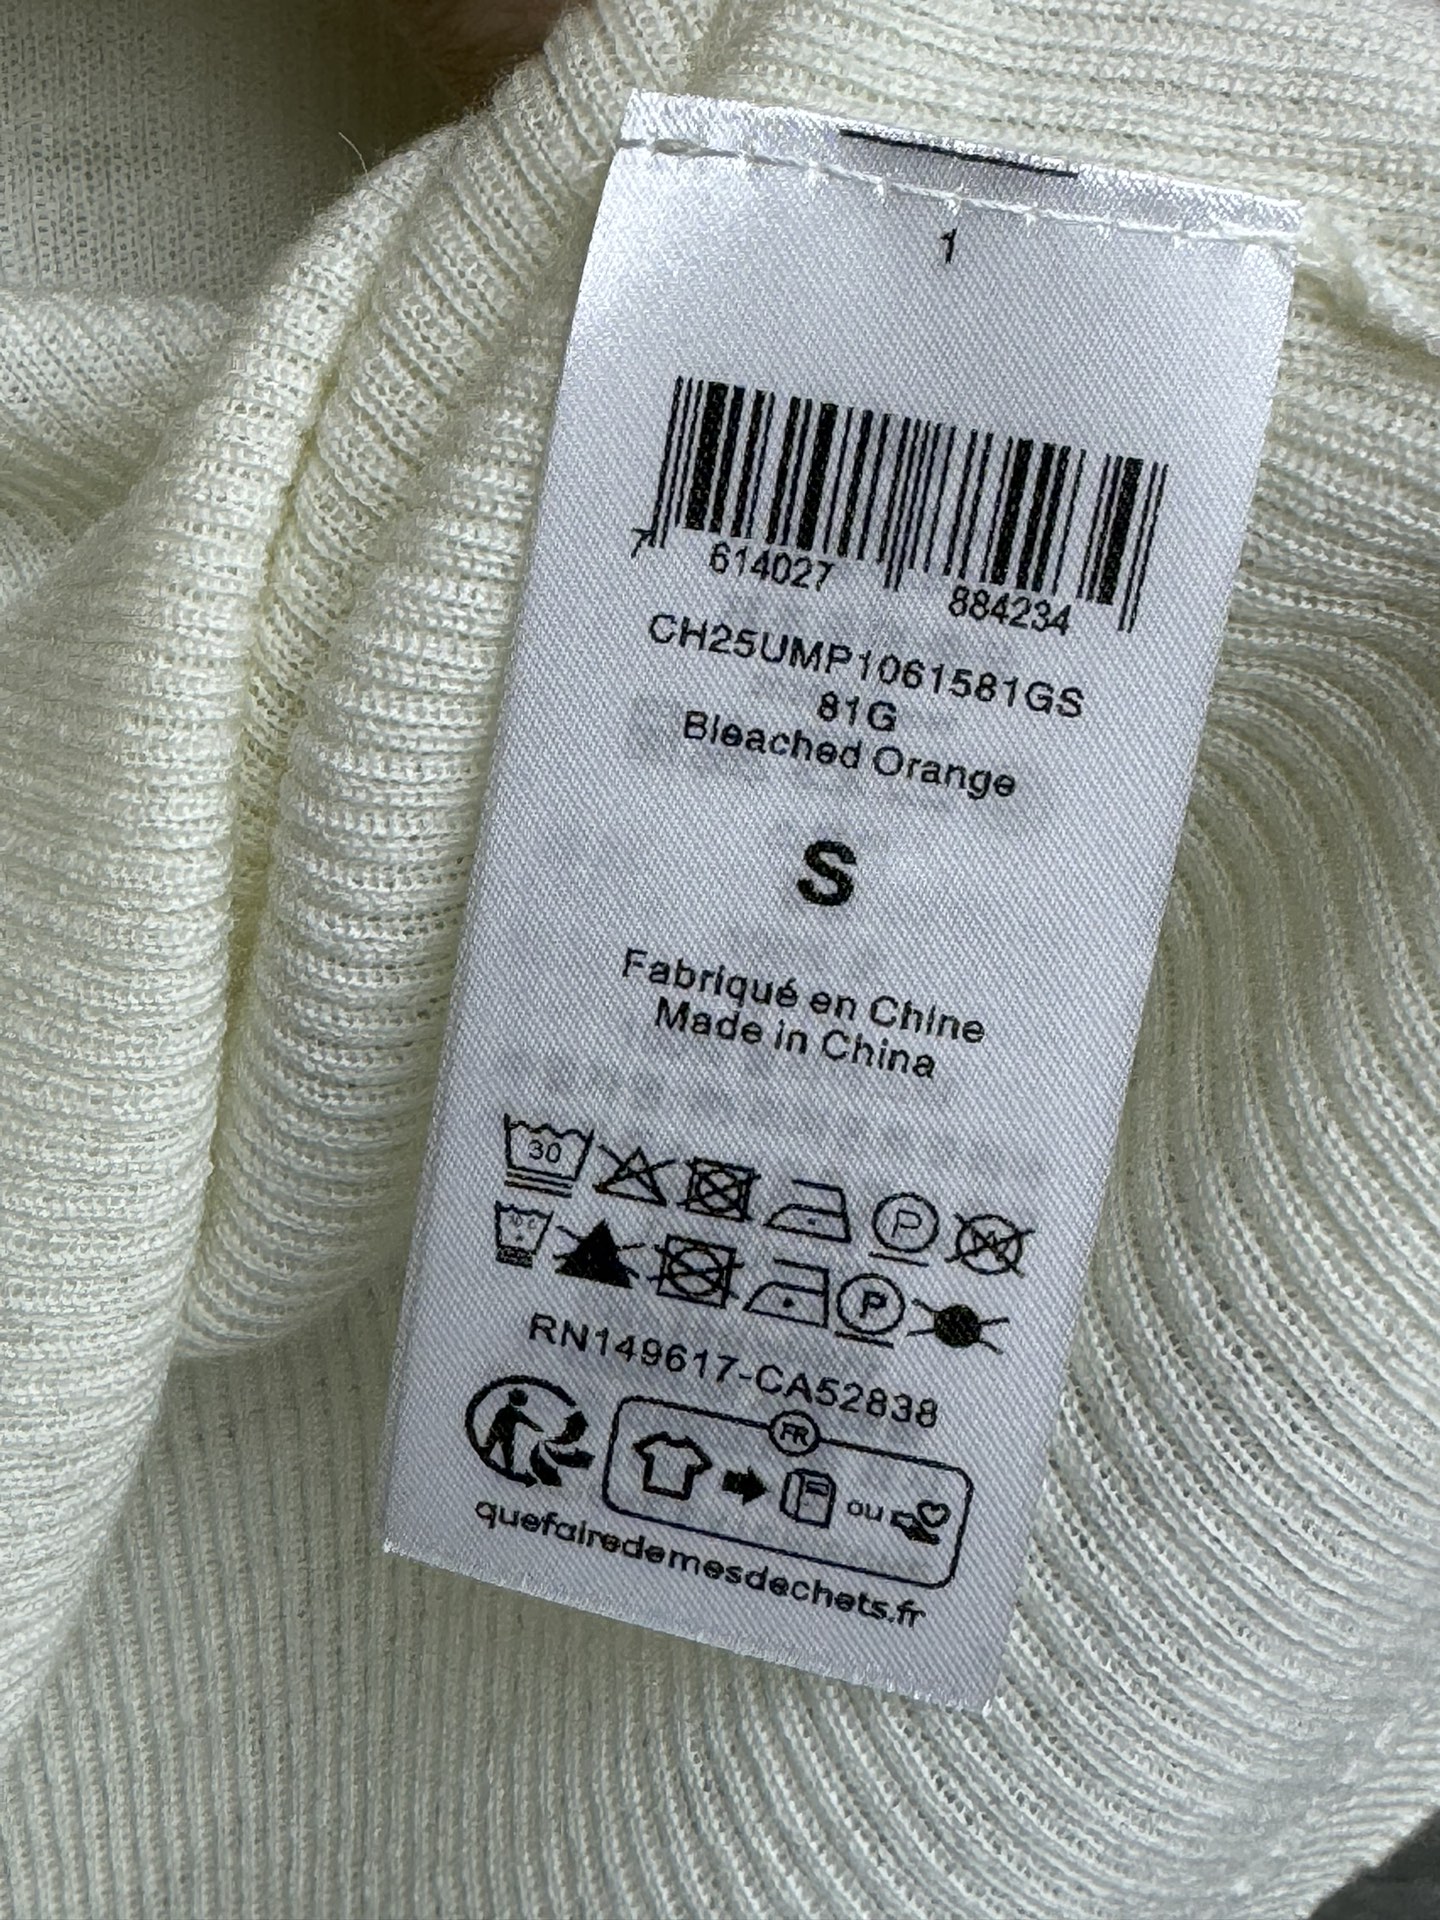 1
7 614027 884234
CH25UMP1061581GS
81G
Bleached Orange
S
Fabriqué en Chine
Made in China
30
P W
P
RN149617-CA52838
FR
ou
quefairedemesdechets.fr